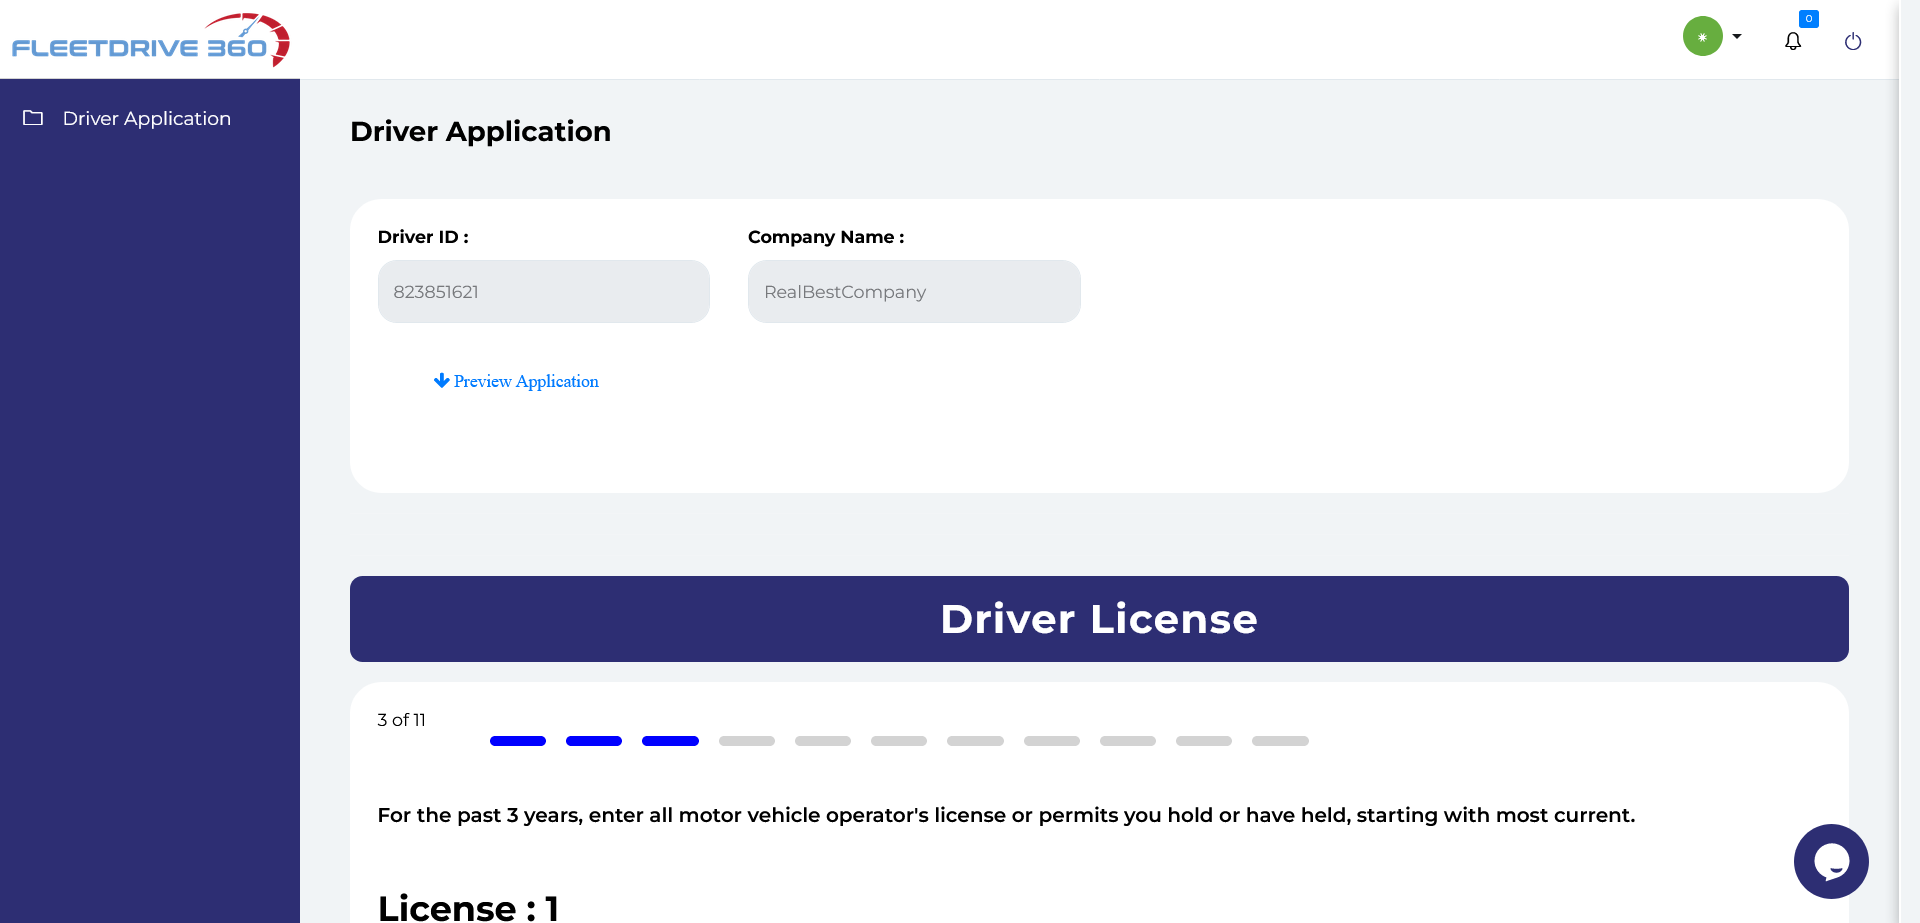 FLEETDRIVE 360
0
Driver Application
Driver Application
Driver ID :
Company Name :
823851621
RealBestCompany
Preview Application
Driver License
3 of 11
For the past 3 years, enter all motor vehicle operator's license or permits you hold or have held, starting with most current.
License : 1